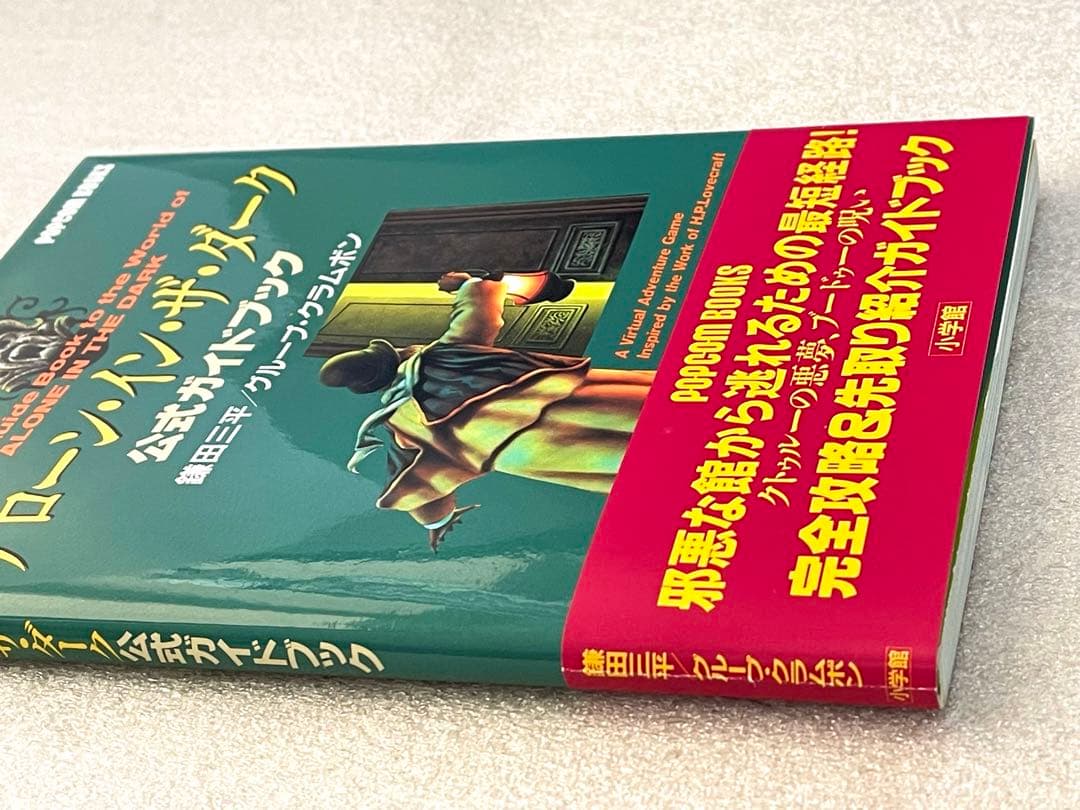 POPCOM BOOKS
Guide Book to the World of
ALONE IN THE DARK
アローン・イン・ザ・ダーク
公式ガイドブック
鎌田三平/グループ・クラムボン
A Virtual Adventure Game
Inspired by the Work of H.P.Lovecraft
POPCOM BOOKS
邪悪な館から逃れるための最短経路!
クトゥルーの悪夢、ブードゥーの呪い
完全攻略&先取り紹介ガイドブック
小学館
ザ・ダーク公式ガイドブック
鎌田三平/グループ・クラムボン
小学館